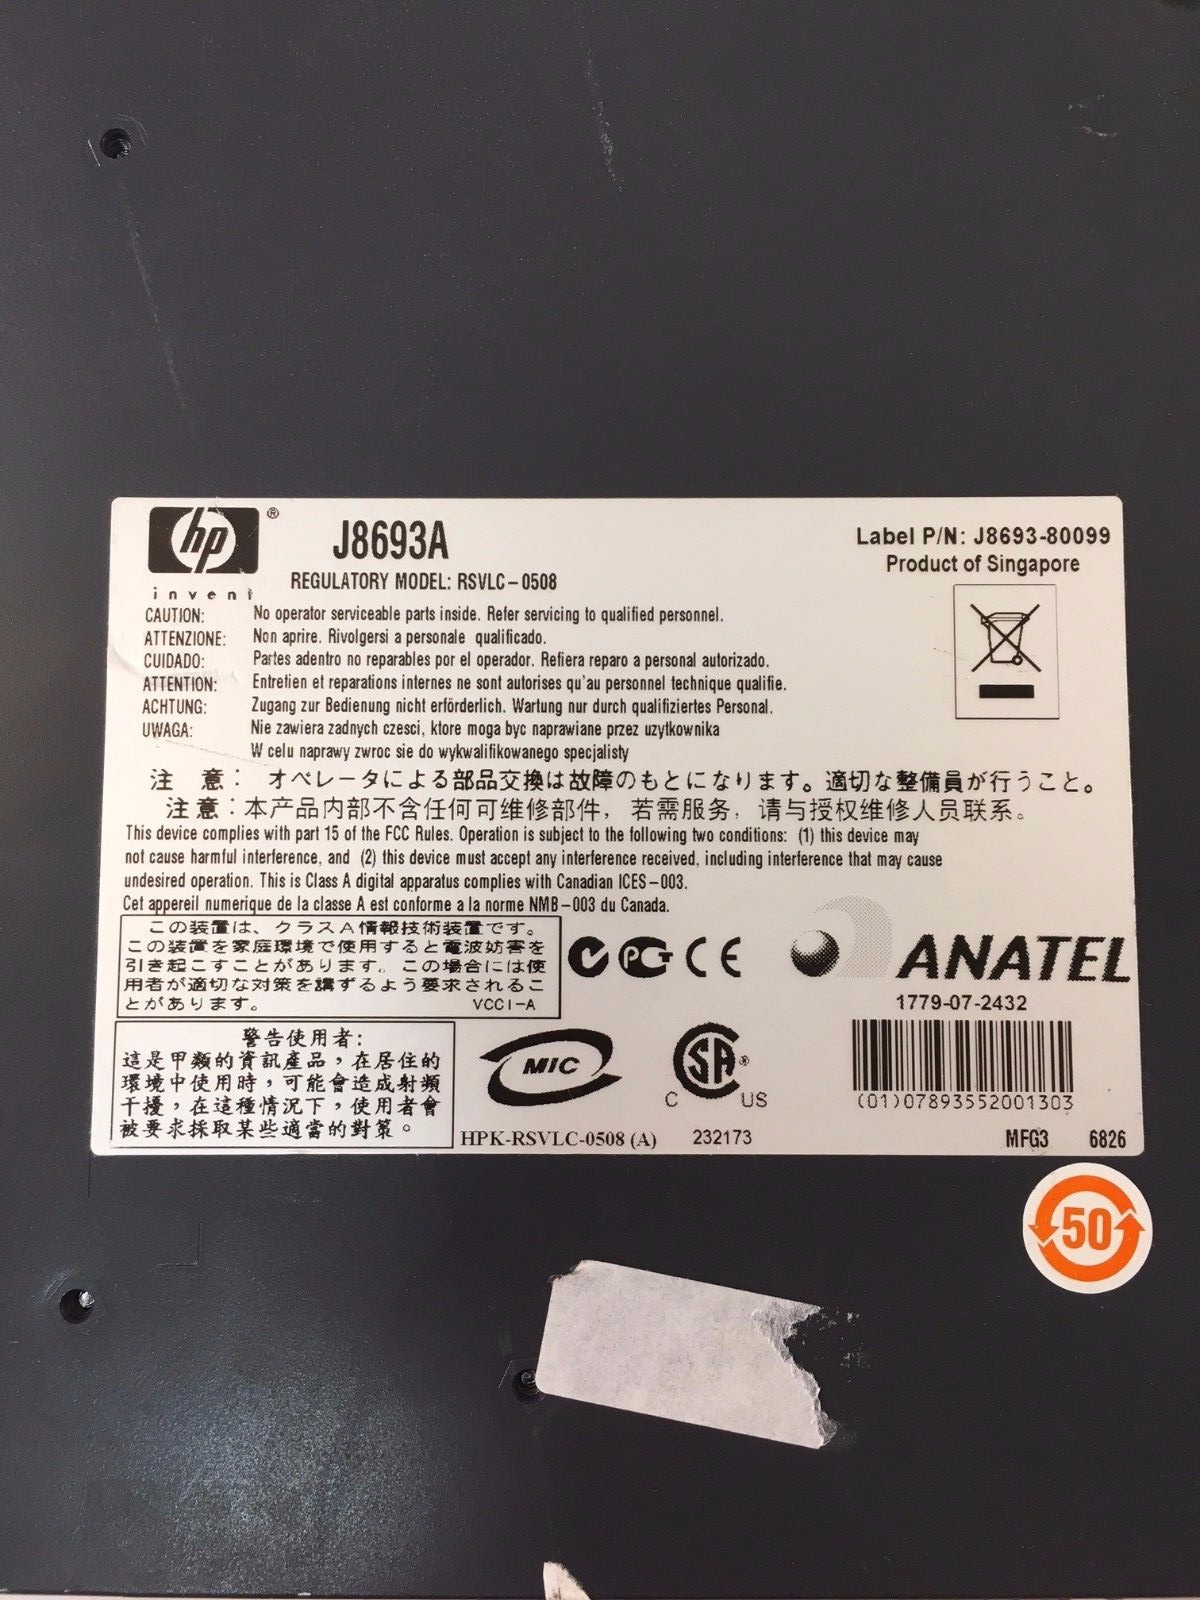 hp ®
invent
J8693A
REGULATORY MODEL: RSVLC-0508
Label P/N: J8693-80099
Product of Singapore
CAUTION: No operator serviceable parts inside. Refer servicing to qualified personnel.
ATTENZIONE: Non aprire. Rivolgersi a personale qualificado.
CUIDADO: Partes adentro no reparables por el operador. Refiera reparo a personal autorizado.
ATTENTION: Entretien et reparations internes ne sont autorises qu'au personnel technique qualifie.
ACHTUNG: Zugang zur Bedienung nicht erförderlich. Wartung nur durch qualifiziertes Personal.
UWAGA: Nie zawiera zadnych czesci, ktore moga byc naprawiane przez uzytkownika
W celu naprawy zwroc sie do wykwalifikowanego specjalisty
注 意: オペレータによる部品交換は故障のもとになります。適切な整備員が行うこと。
注意:本产品内部不含任何可维修部件, 若需服务, 请与授权维修人员联系。
This device complies with part 15 of the FCC Rules. Operation is subject to the following two conditions: (1) this device may
not cause harmful interference, and (2) this device must accept any interference received, including interference that may cause
undesired operation. This is Class A digital apparatus complies with Canadian ICES-003.
Cet appereil numerique de la classe A est conforme a la norme NMB-003 du Canada.
この装置は、クラスA情報技術装置です。
この装置を家庭環境で使用すると電波妨害を
引き起こすことがあります。この場合には使
用者が適切な対策を講ずるよう要求されるこ
とがあります。 VCCI-A
CE
ANATEL
1779-07-2432
警告使用者:
這是甲類的資訊產品,在居住的
環境中使用時,可能會造成射頻
干擾,在這種情況下,使用者會
被要求採取某些適當的對策。
MIC
HPK-RSVLC-0508 (A)
SA ®
C US
232173
(01)07893552001303
MFG3 6826
50